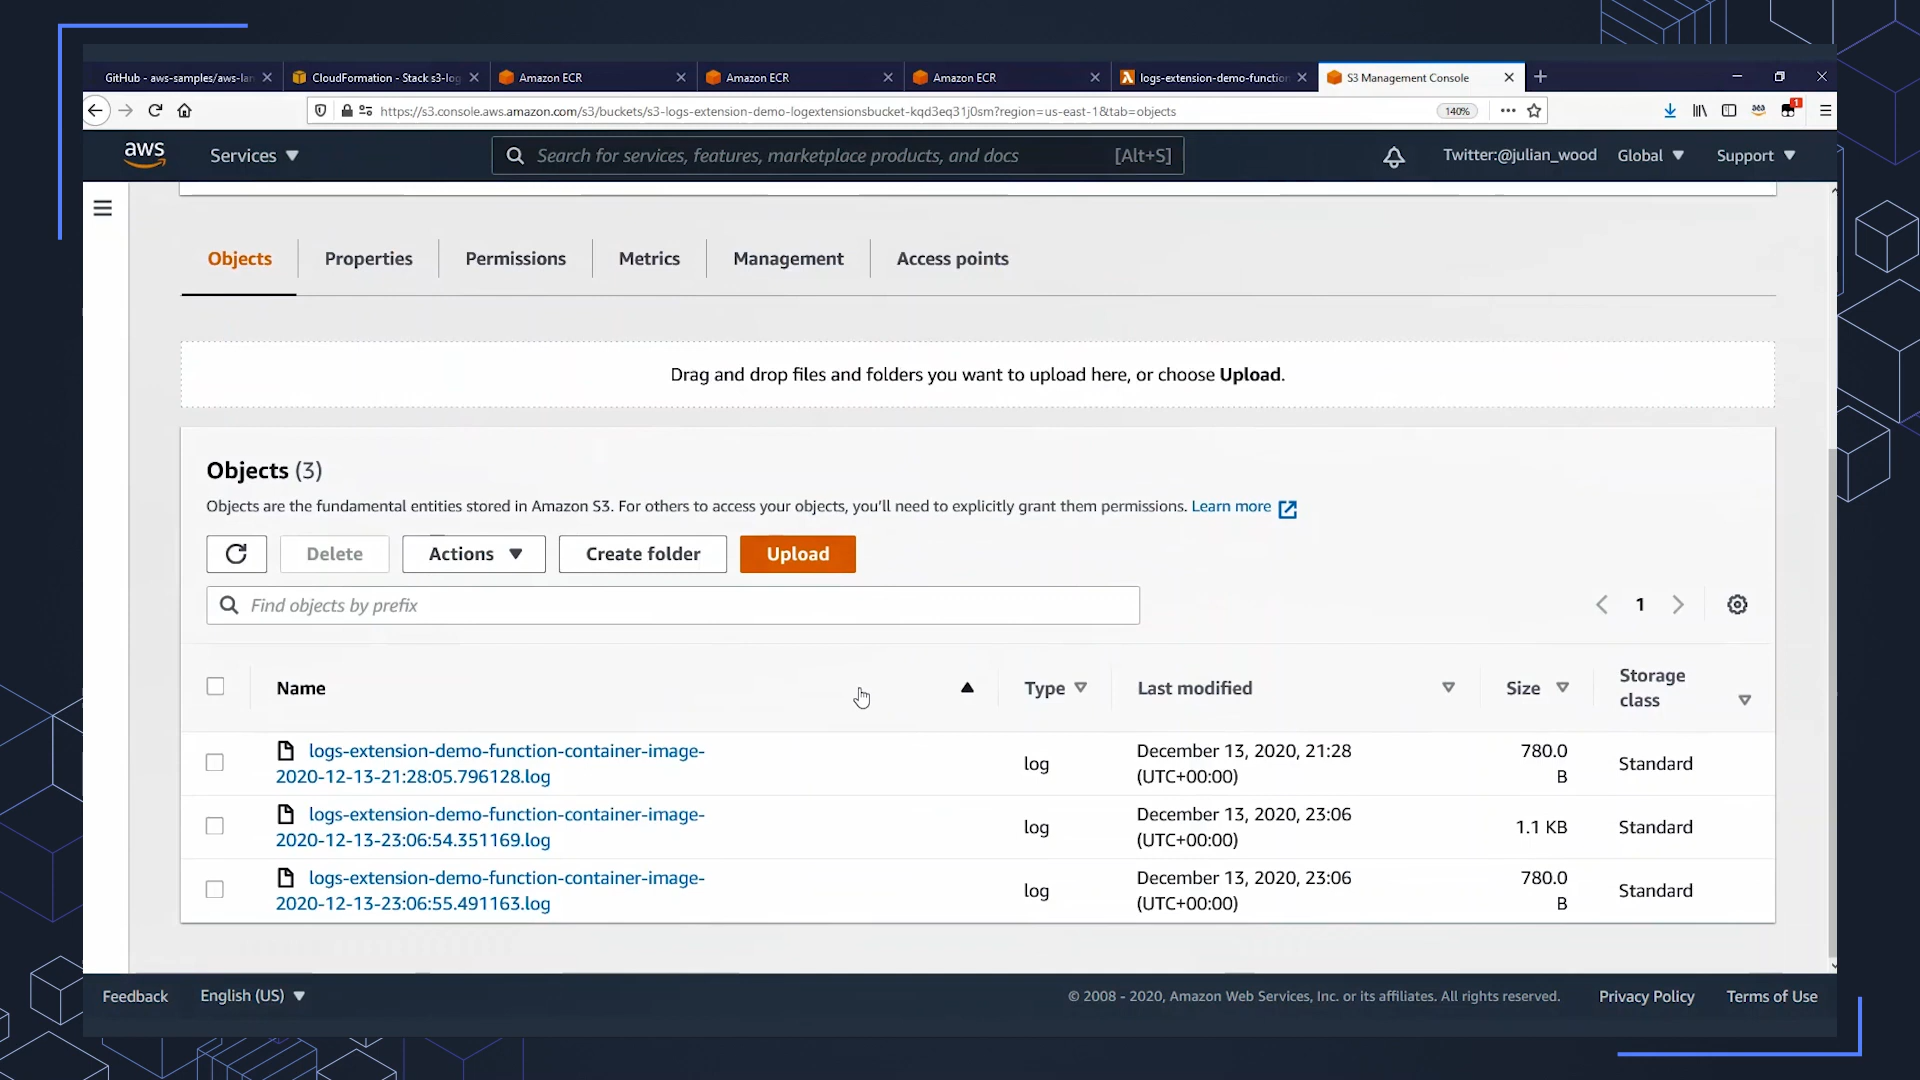 GitHub - aws-samples/aws-la
CloudFormation - Stack s3-log
Amazon ECR
Amazon ECR
Amazon ECR
logs-extension-demo-function
S3 Management Console
https://s3.console.aws.amazon.com/s3/buckets/s3-logs-extension-demo-logextensionsbucket-kqd3eq31j0sm?region=us-east-1&tab=objects
140%
1
aws
Services
Search for services, features, marketplace products, and docs
[Alt+S]
Twitter:@julian_wood
Global
Support
Objects
Properties
Permissions
Metrics
Management
Access points
Drag and drop files and folders you want to upload here, or choose Upload.
Objects (3)
Objects are the fundamental entities stored in Amazon S3. For others to access your objects, you'll need to explicitly grant them permissions. Learn more
Delete
Actions
Create folder
Upload
Find objects by prefix
1
Name
Type
Last modified
Size
Storage
class
logs-extension-demo-function-container-image-
2020-12-13-21:28:05.796128.log
log
December 13, 2020, 21:28
(UTC+00:00)
780.0
B
Standard
logs-extension-demo-function-container-image-
2020-12-13-23:06:54.351169.log
log
December 13, 2020, 23:06
(UTC+00:00)
1.1 KB
Standard
logs-extension-demo-function-container-image-
2020-12-13-23:06:55.491163.log
log
December 13, 2020, 23:06
(UTC+00:00)
780.0
B
Standard
Feedback
English (US)
© 2008 - 2020, Amazon Web Services, Inc. or its affiliates. All rights reserved.
Privacy Policy
Terms of Use